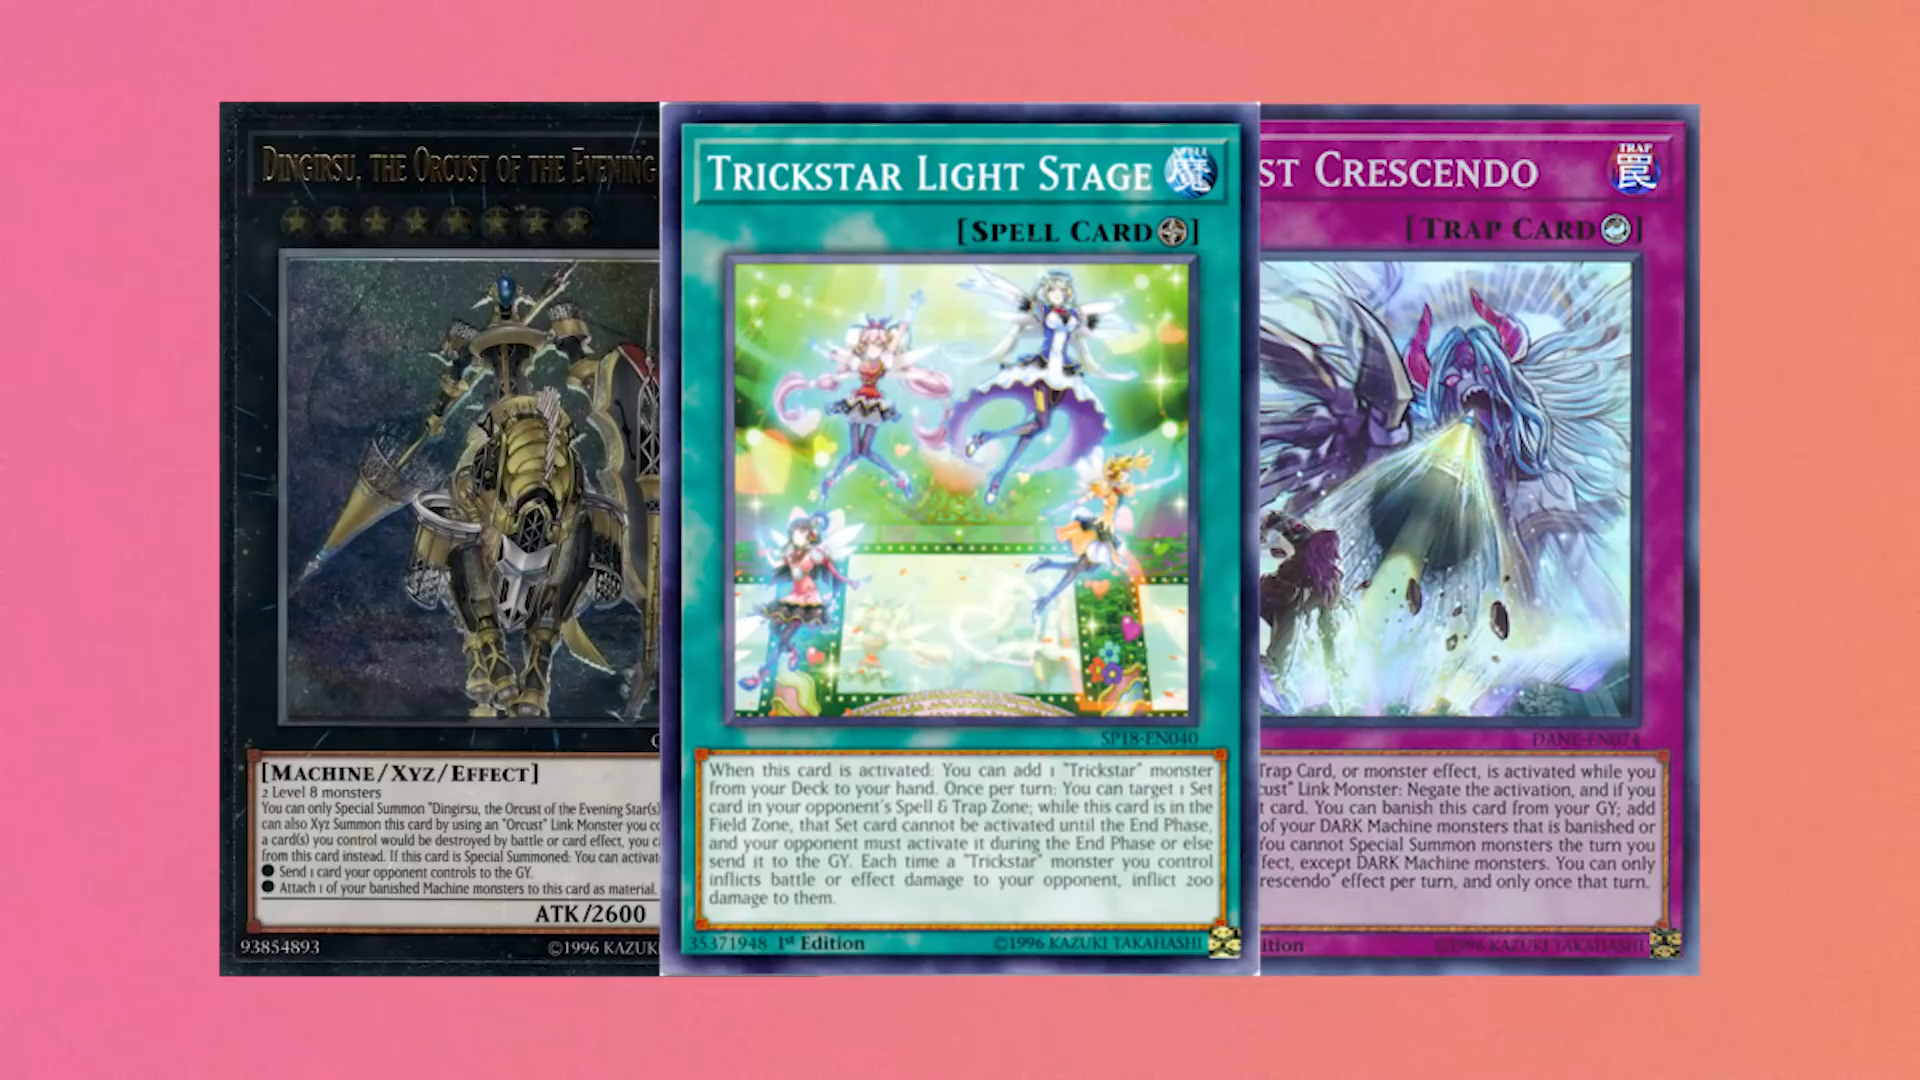 DINGIRSU, THE ORCUST OF THE EVENING
[MACHINE/XYZ/EFFECT]
2 Level 8 monsters
You can only Special Summon "Dingirsu, the Orcust of the Evening Star(s)
can also Xyz Summon this card by using an "Orcust" Link Monster you co
a card(s) you control would be destroyed by battle or card effect, you c
from this card instead. If this card is Special Summoned: You can activat
● Send 1 card your opponent controls to the GY.
● Attach 1 of your banished Machine monsters to this card as material.
ATK/2600
93854893
©1996 KAZUK
TRICKSTAR LIGHT STAGE
SPELL
魔
[SPELL CARD]
SP18-EN040
When this card is activated: You can add 1 "Trickstar" monster
from your Deck to your hand. Once per turn: You can target 1 Set
card in your opponent's Spell & Trap Zone; while this card is in the
Field Zone, that Set card cannot be activated until the End Phase,
and your opponent must activate it during the End Phase or else
send it to the GY. Each time a "Trickstar" monster you control
inflicts battle or effect damage to your opponent, inflict 200
damage to them.
35371948 1st Edition
©1996 KAZUKI TAKAHASHI
ST CRESCENDO
TRAP
罠
[TRAP CARD]
DANE-EN074
Trap Card, or monster effect, is activated while you
cust" Link Monster: Negate the activation, and if you
t card. You can banish this card from your GY; add
of your DARK Machine monsters that is banished or
You cannot Special Summon monsters the turn you
fect, except DARK Machine monsters. You can only
rescendo" effect per turn, and only once that turn.
ition
©1996 KAZUKI TAKAHASHI